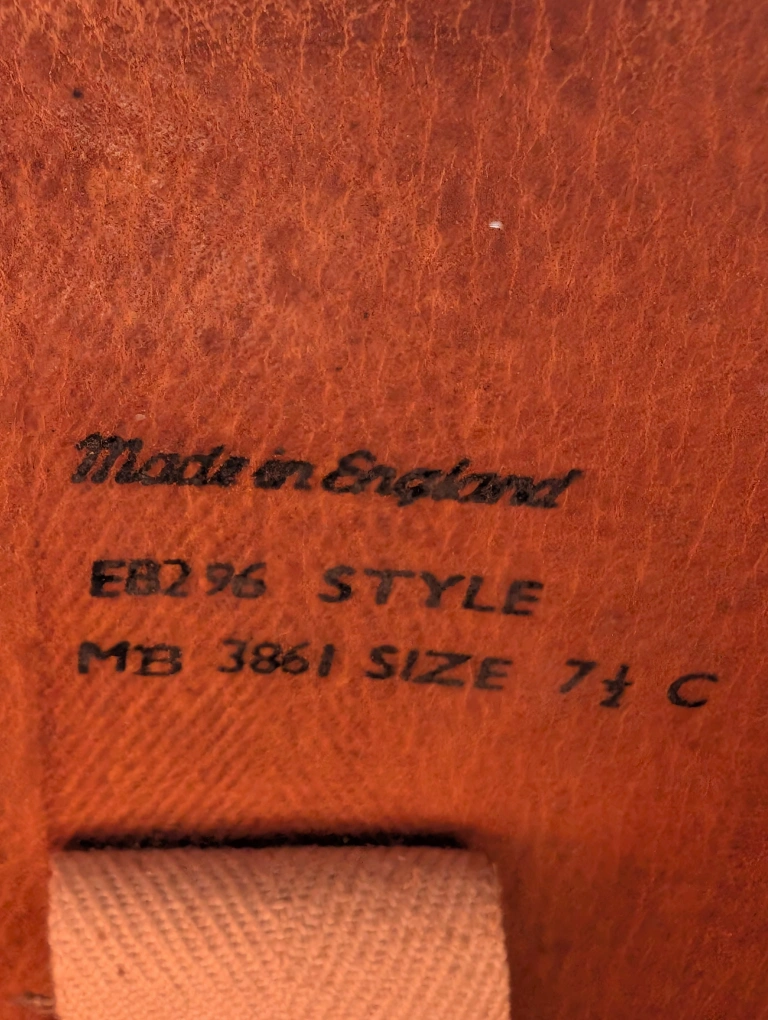 Made in England
EB296 STYLE
MB 3861 SIZE 7½ C